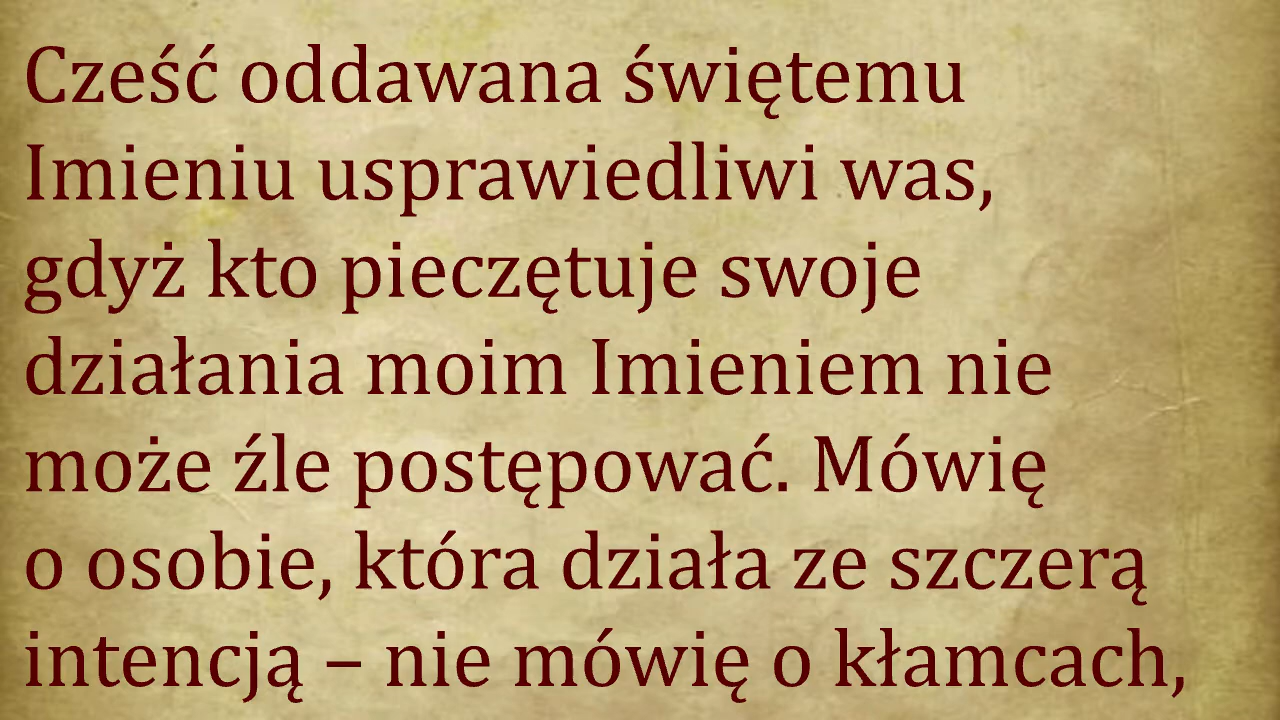 Cześć oddawana świętemu
Imieniu usprawiedliwi was,
gdyż kto pieczętuje swoje
działania moim Imieniem nie
może źle postępować. Mówię
o osobie, która działa ze szczerą
intencją – nie mówię o kłamcach,